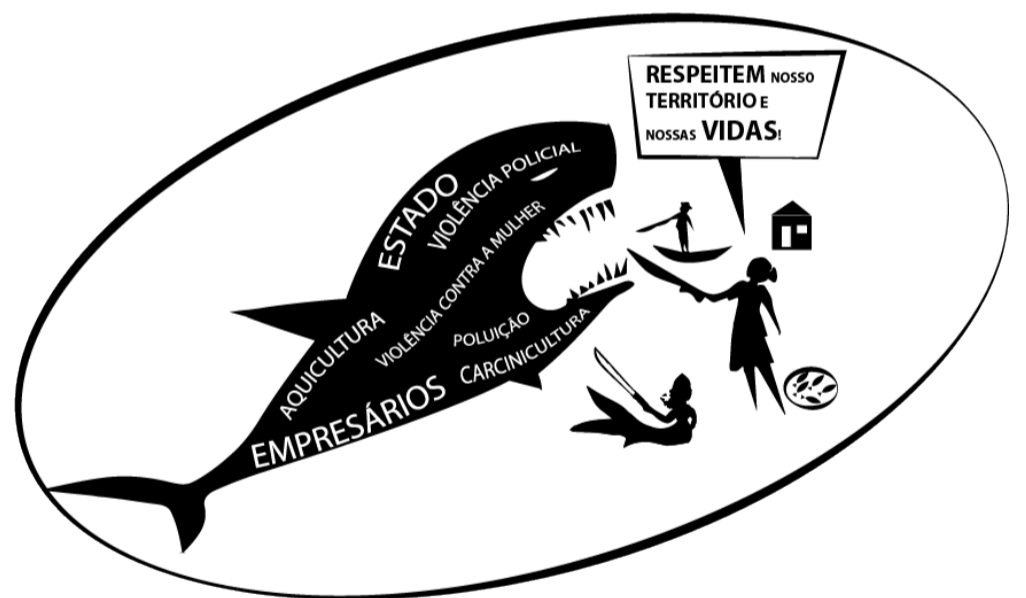 RESPEITEM NOSSO
TERRITÓRIO E
NOSSAS VIDAS!
ESTADO
VIOLÊNCIA POLICIAL
VIOLÊNCIA CONTRA A MULHER
AQUICULTURA
POLUIÇÃO
CARCINICULTURA
EMPRESÁRIOS